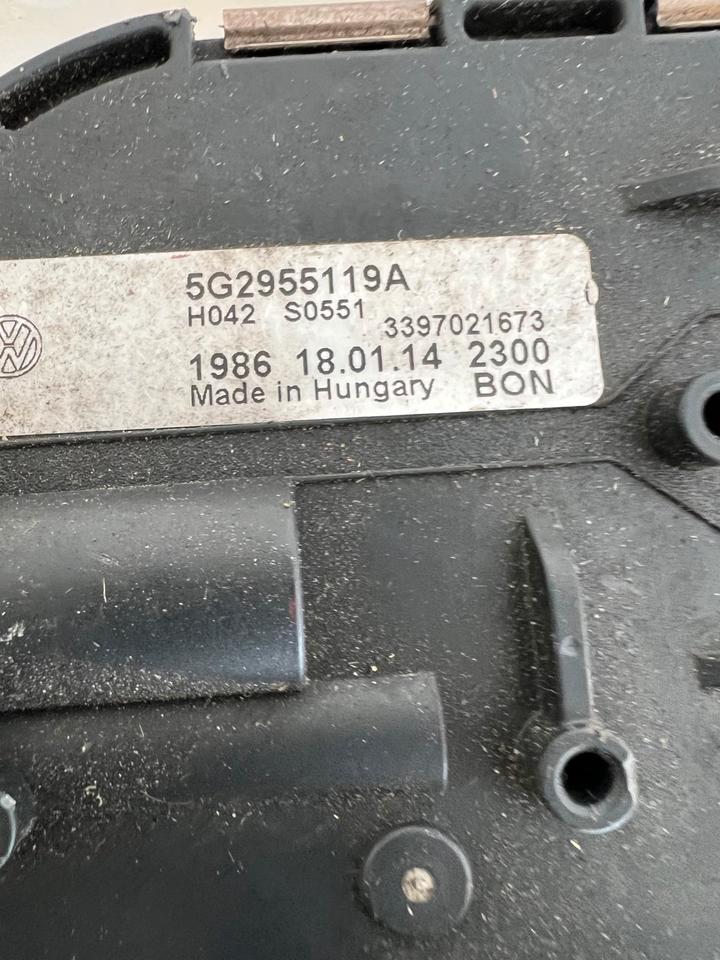 5G2955119A
H042 S0551 3397021673
1986 18.01.14 2300
Made in Hungary BON